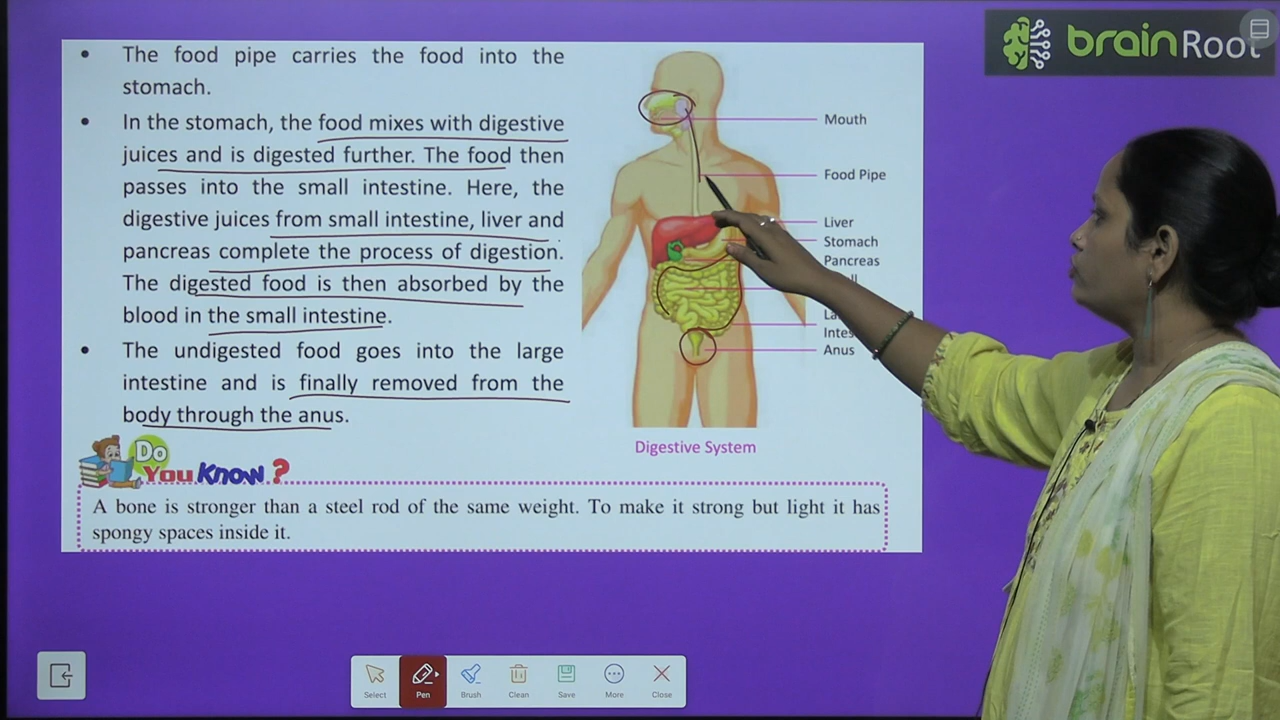 brainRoot
• The food pipe carries the food into the
stomach.
• In the stomach, the food mixes with digestive
juices and is digested further. The food then
passes into the small intestine. Here, the
digestive juices from small intestine, liver and
pancreas complete the process of digestion.
The digested food is then absorbed by the
blood in the small intestine.
• The undigested food goes into the large
intestine and is finally removed from the
body through the anus.
Mouth
Food Pipe
Liver
Stomach
Pancreas
Anus
Digestive System
Do
You Know ?
A bone is stronger than a steel rod of the same weight. To make it strong but light it has
spongy spaces inside it.
Select Pen Brush Clean Save More Close